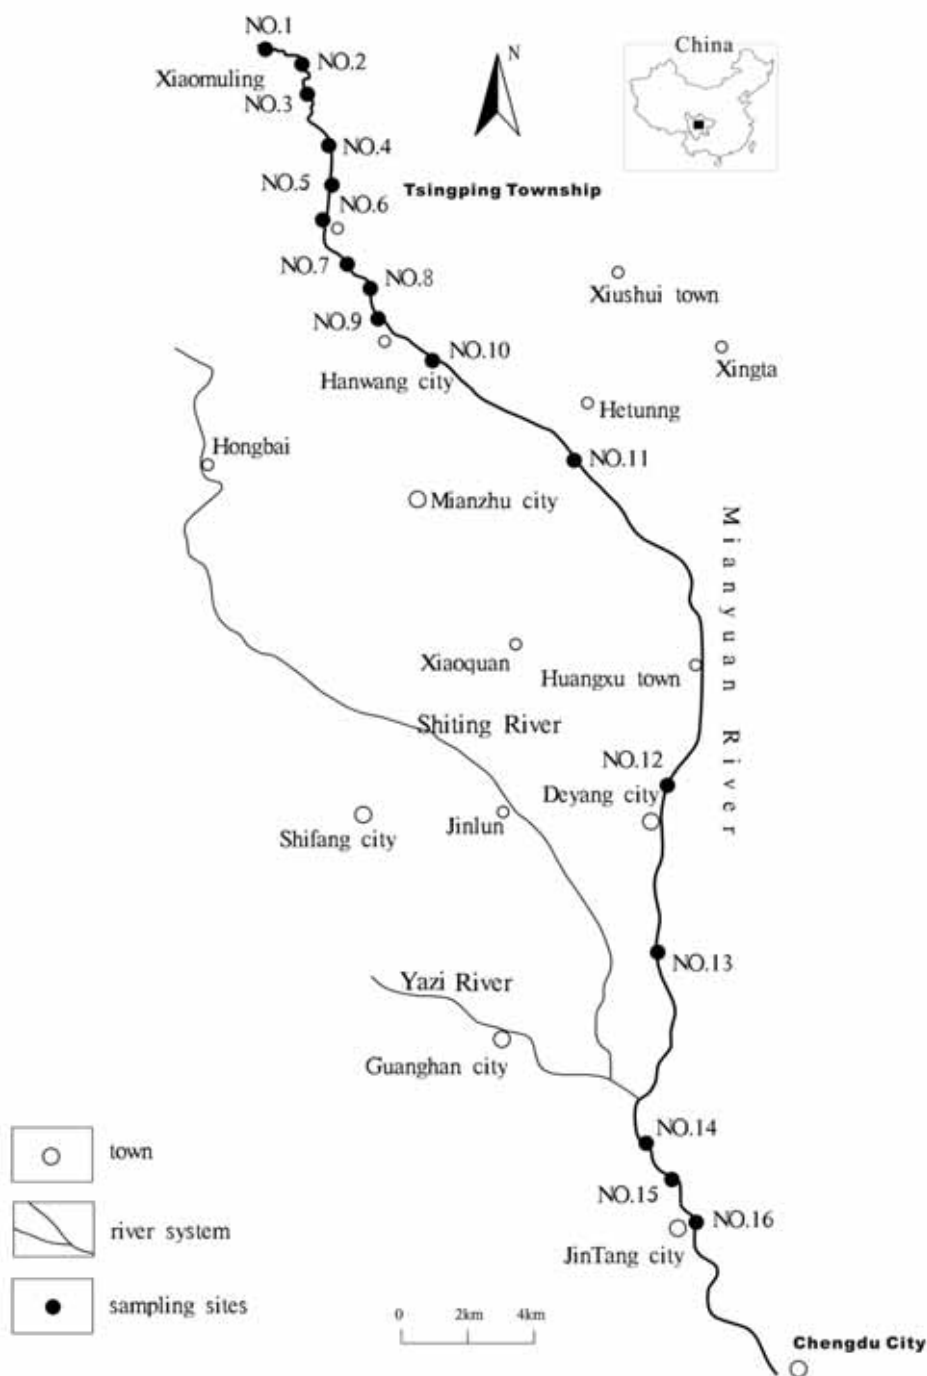 NO.1
China
N
NO.2
Xiaomuling
NO.3
NO.4
NO.5
Tsingping Township
NO.6
NO.7
NO.8
Xiushui town
NO.9
NO.10
Xingta
Hanwang city
Hetunng
Hongbai
NO.11
Mianzhu city
Mianyuan River
Xiaoquan
Huangxu town
Shiting River
NO.12
Deyang city
Jinlun
Shifang city
NO.13
Yazi River
Guanghan city
NO.14
town
NO.15
NO.16
river system
JinTang city
sampling sites
0 2km 4km
Chengdu City